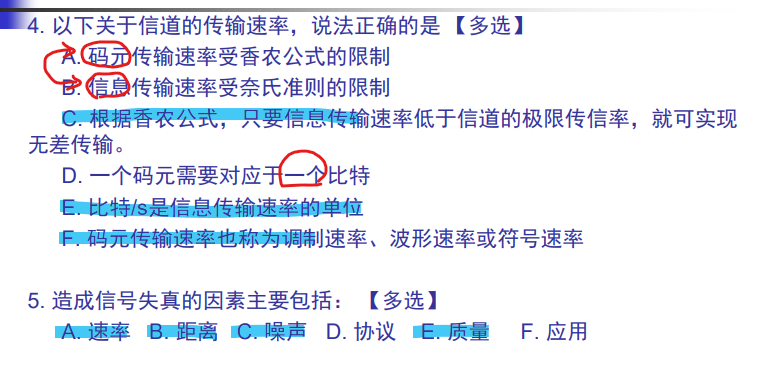 4. 以下关于信道的传输速率，说法正确的是 【多选】
A. 码元传输速率受香农公式的限制
B. 信息传输速率受奈氏准则的限制
C. 根据香农公式，只要信息传输速率低于信道的极限传信率，就可实现
无差传输。
D. 一个码元需要对应于一个比特
E. 比特/s是信息传输速率的单位
F. 码元传输速率也称为调制速率、波形速率或符号速率
5. 造成信号失真的因素主要包括： 【多选】
A. 速率 B. 距离 C. 噪声 D. 协议 E. 质量 F. 应用